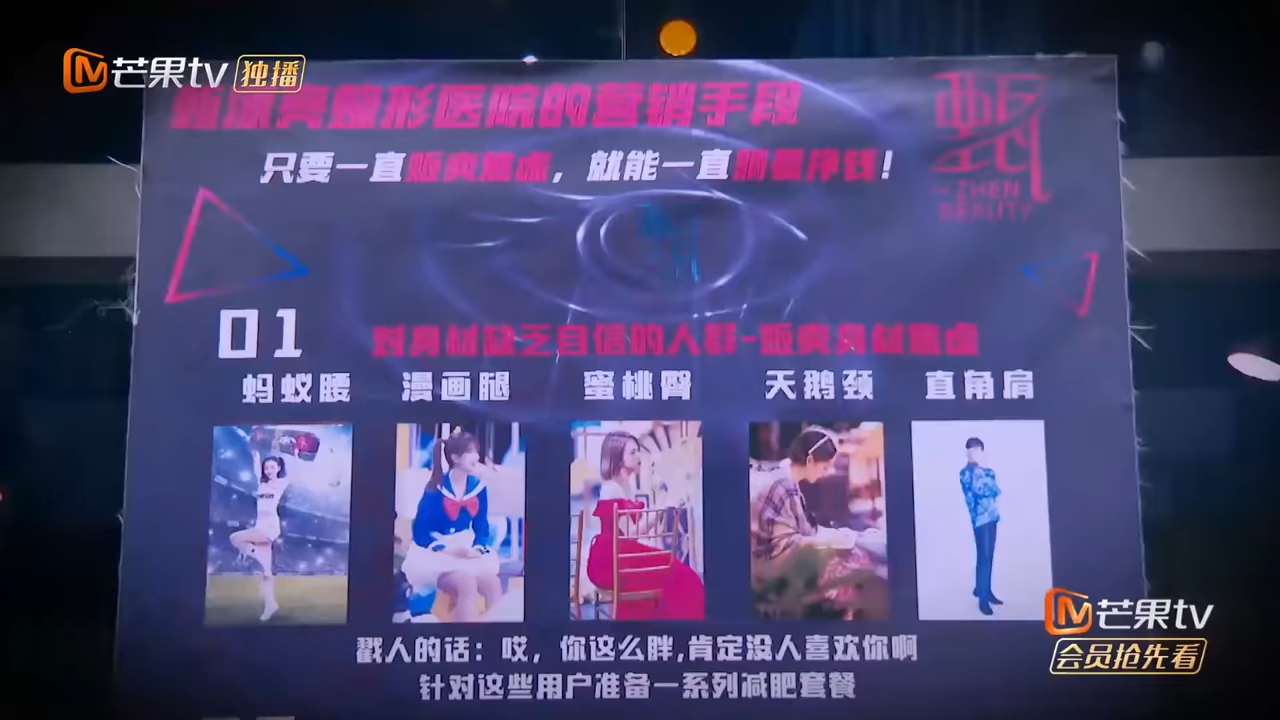 芒果tv 独播
甄漂亮整形医院的营销手段
只要一直贩卖焦虑，就能一直躺着挣钱！
甄
ZHEN
BEAUTY
01
对身材缺乏自信的人群-贩卖身材焦虑
蚂蚁腰 漫画腿 蜜桃臀 天鹅颈 直角肩
戳人的话：哎，你这么胖,肯定没人喜欢你啊
针对这些用户准备一系列减肥套餐
芒果tv
会员抢先看